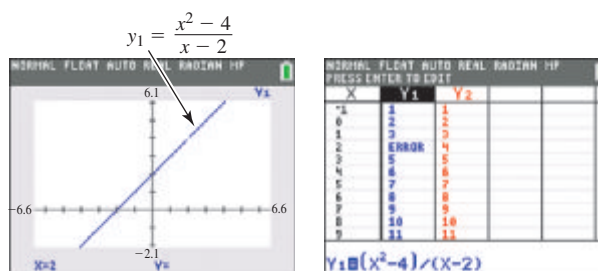 y₁ = (x² − 4)/(x − 2)
NORMAL FLOAT AUTO REAL RADIAN MP
6.1
Y1
-6.6
6.6
−2.1
X=2
Y=
NORMAL FLOAT AUTO REAL RADIAN MP
PRESS ENTER TO EDIT
X Y1 Y2
-1 1 1
0 2 2
1 3 3
2 ERROR 4
3 5 5
4 6 6
5 7 7
6 8 8
7 9 9
8 10 10
9 11 11
Y1=(X²-4)/(X-2)